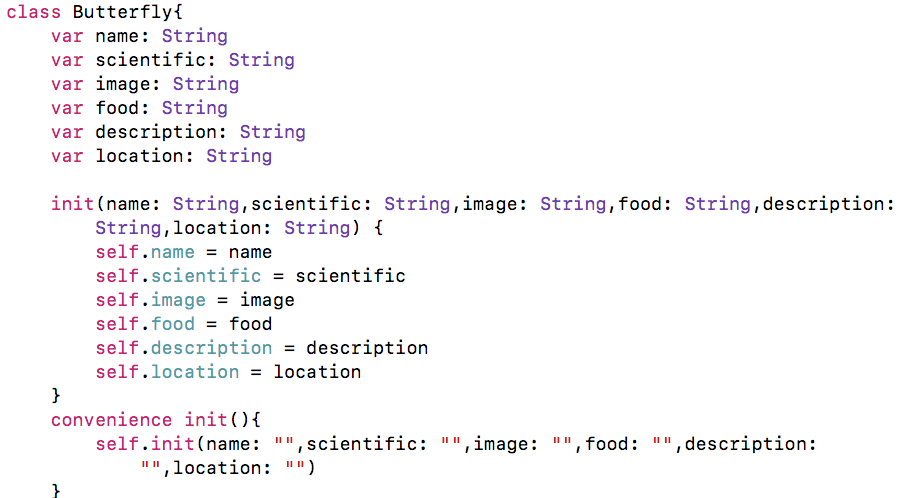 class Butterfly{
    var name: String
    var scientific: String
    var image: String
    var food: String
    var description: String
    var location: String

    init(name: String,scientific: String,image: String,food: String,description:
        String,location: String) {
        self.name = name
        self.scientific = scientific
        self.image = image
        self.food = food
        self.description = description
        self.location = location
    }
    convenience init(){
        self.init(name: "",scientific: "",image: "",food: "",description:
            "",location: "")
    }